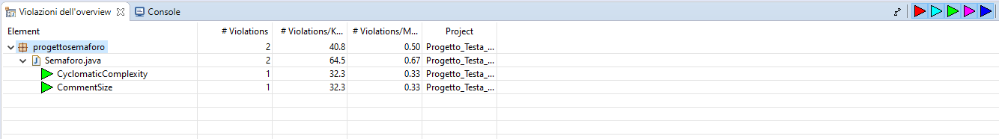 Violazioni dell'overview Console
Element # Violations # Violations/K... # Violations/M... Project
progettosemaforo 2 40.8 0.50 Progetto_Testa_...
Semaforo.java 2 64.5 0.67 Progetto_Testa_...
CyclomaticComplexity 1 32.3 0.33 Progetto_Testa_...
CommentSize 1 32.3 0.33 Progetto_Testa_...